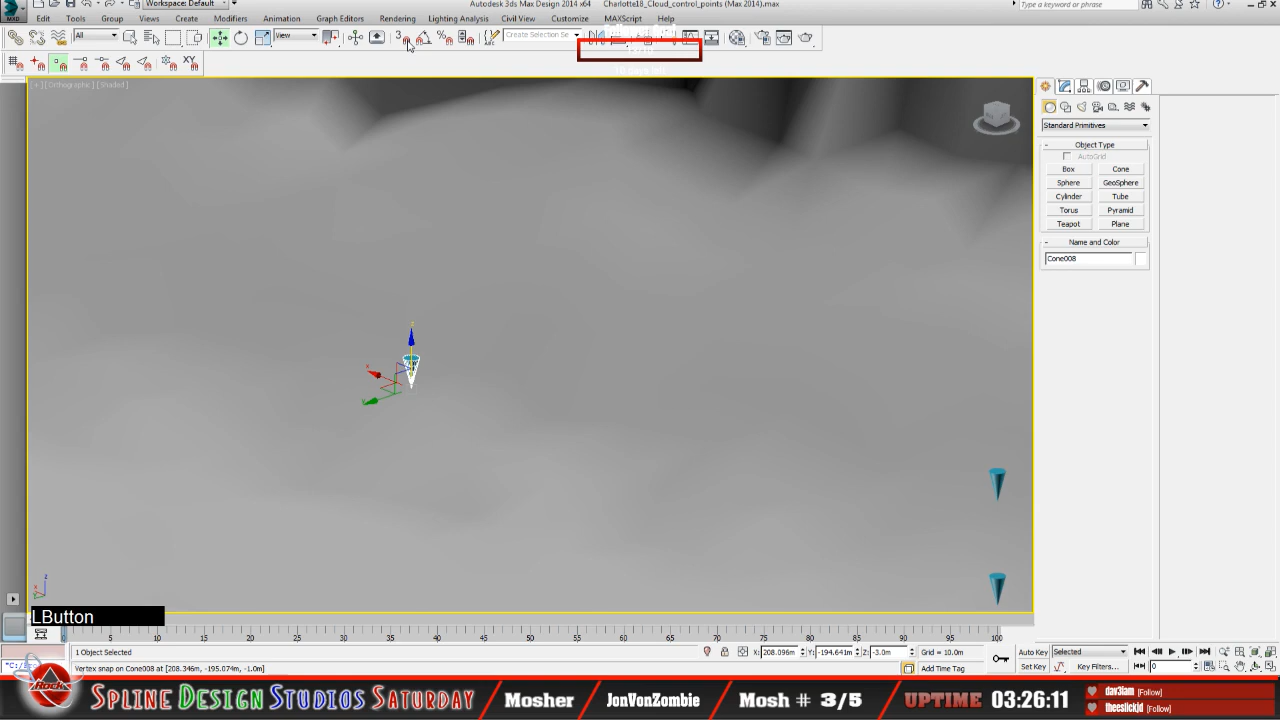 Autodesk 3ds Max Design 2014 x64 Charlotte18_Cloud_control_points (Max 2014).max
Type a keyword or phrase
Workspace: Default
MXD
Edit Tools Group Views Create Modifiers Animation Graph Editors Rendering Lighting Analysis Civil View Customize MAXScript Help
All
View
3
Create Selection Se
XY
[+] [Orthographic] [Shaded]
Standard Primitives
Object Type
AutoGrid
Box Cone
Sphere GeoSphere
Cylinder Tube
Torus Pyramid
Teapot Plane
Name and Color
Cone008
LButton
5 10 15 20 25 30 35 40 45 50 55 60 65 70 75 80 85 90 95 100
1 Object Selected
X: 208.096m Y: -194.641m Z: -3.0m Grid = 10.0m
Auto Key Selected
"C:/
Vertex snap on Cone008 at [208.346m, -195.074m, -1.0m]
Add Time Tag
Set Key Key Filters... 0
Spline Design Studios Saturday
Mosher
JonVonZombie
Mosh # 3/5
UPTIME 03:26:11
dav3iam [Follow]
theeslickjd [Follow]